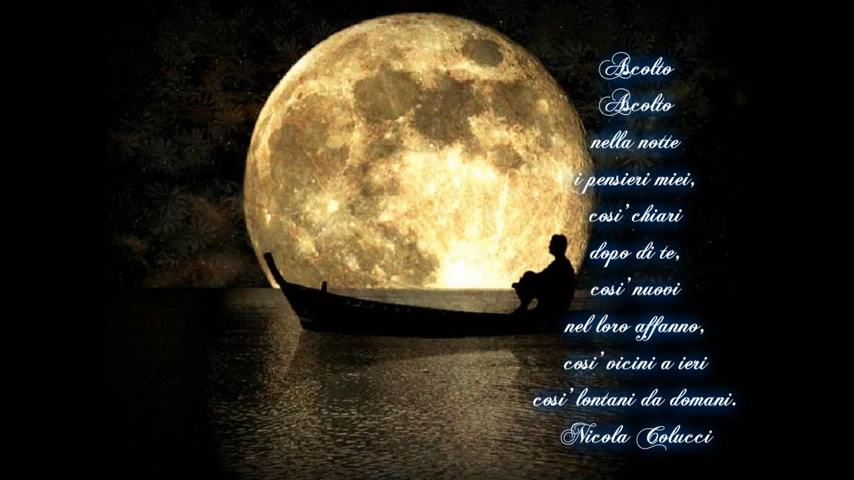 Ascolto
Ascolto
nella notte
i pensieri miei,
cosi' chiari
dopo di te,
cosi' nuovi
nel loro affanno,
cosi' vicini a ieri
cosi' lontani da domani.
Nicola Colucci